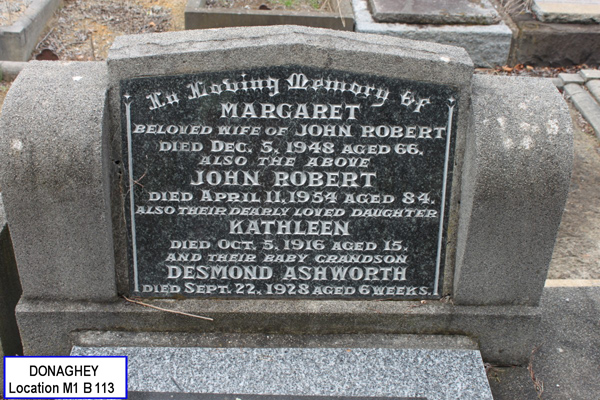 In Loving Memory of
MARGARET
BELOVED WIFE OF JOHN ROBERT
DIED DEC. 5, 1948 AGED 66.
ALSO THE ABOVE
JOHN ROBERT
DIED APRIL 11, 1954 AGED 84.
ALSO THEIR DEARLY LOVED DAUGHTER
KATHLEEN
DIED OCT. 5, 1916 AGED 15.
AND THEIR BABY GRANDSON
DESMOND ASHWORTH
DIED SEPT. 22, 1928 AGED 6 WEEKS.
DONAGHEY
Location M1 B 113